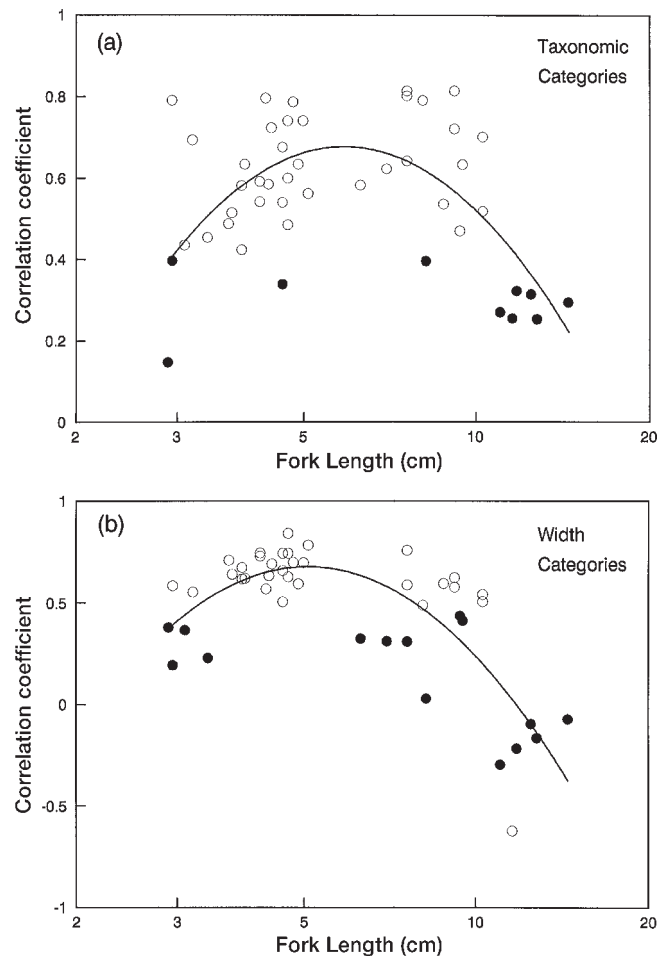 (a)
Taxonomic
Categories
Correlation coefficient
1
0.8
0.6
0.4
0.2
0
2
3
5
10
20
Fork Length (cm)
(b)
Width
Categories
Correlation coefficient
1
0.5
0
-0.5
-1
2
3
5
10
20
Fork Length (cm)